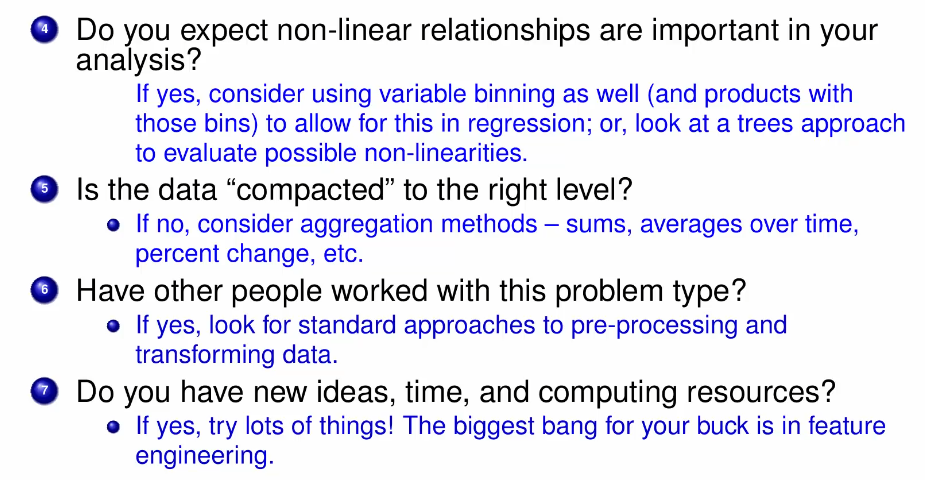 4 Do you expect non-linear relationships are important in your
analysis?
If yes, consider using variable binning as well (and products with
those bins) to allow for this in regression; or, look at a trees approach
to evaluate possible non-linearities.
5 Is the data “compacted” to the right level?
If no, consider aggregation methods – sums, averages over time,
percent change, etc.
6 Have other people worked with this problem type?
If yes, look for standard approaches to pre-processing and
transforming data.
7 Do you have new ideas, time, and computing resources?
If yes, try lots of things! The biggest bang for your buck is in feature
engineering.